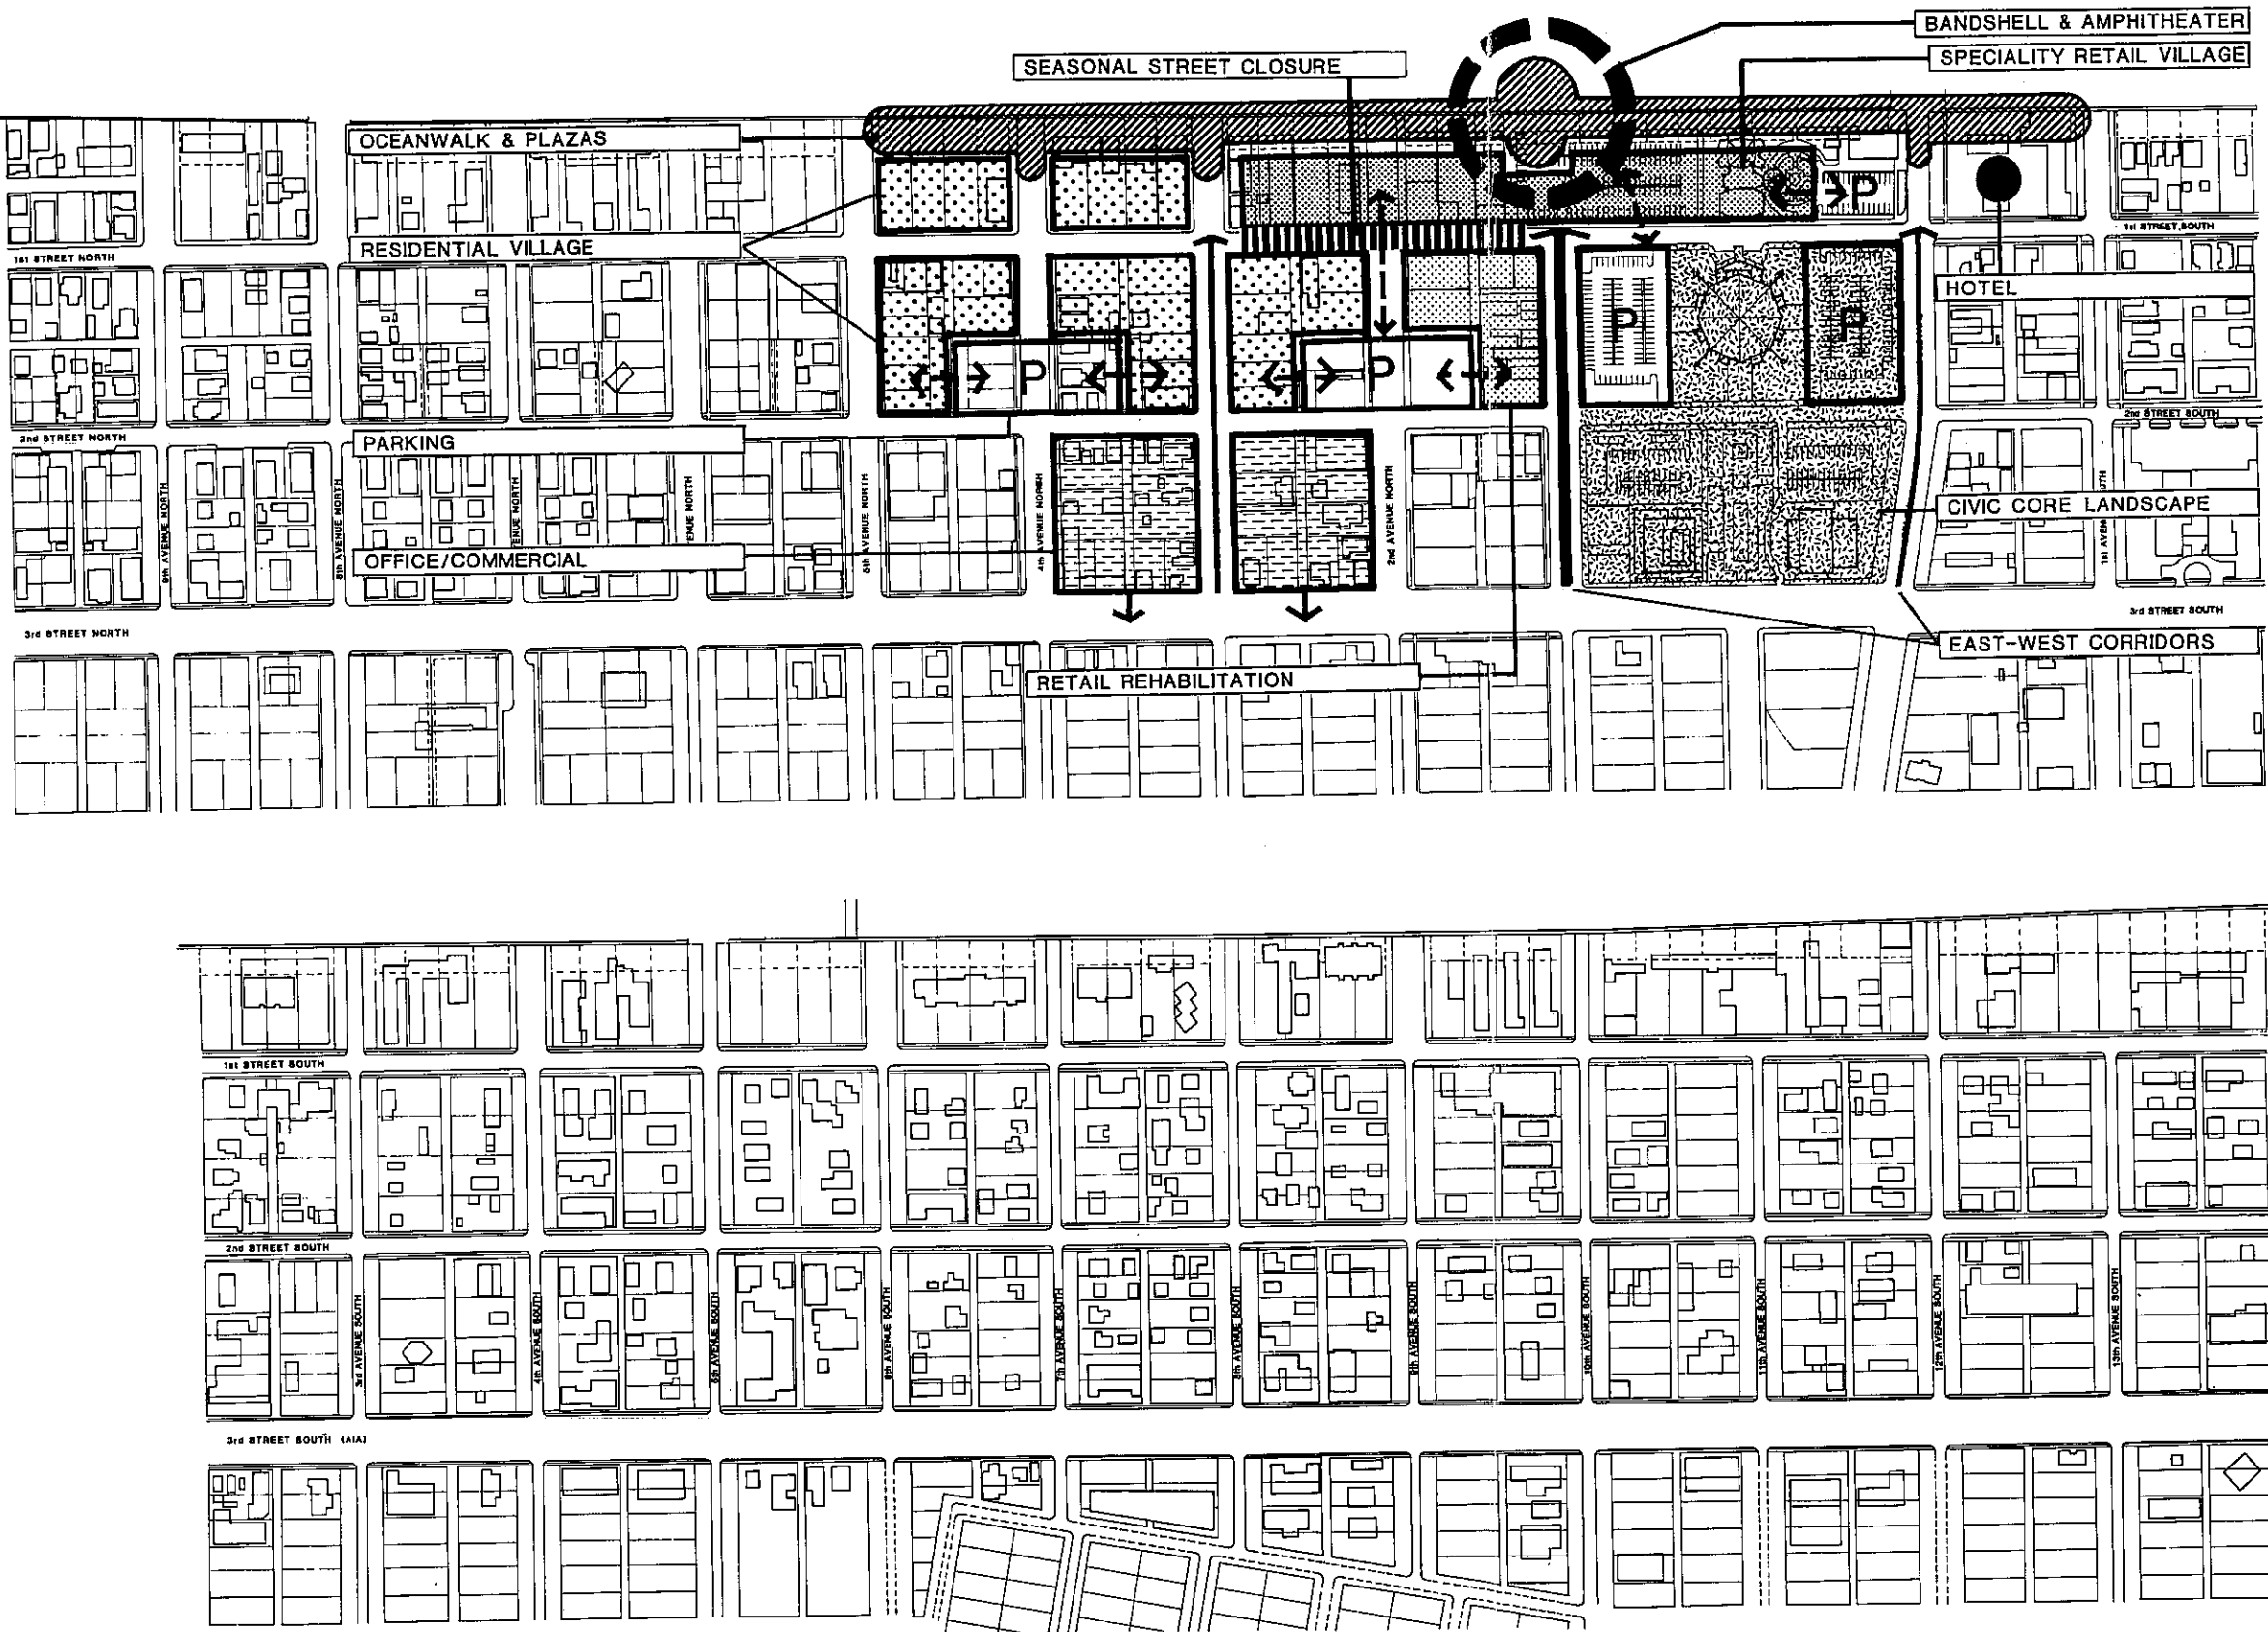 BANDSHELL & AMPHITHEATER
SEASONAL STREET CLOSURE
SPECIALITY RETAIL VILLAGE
OCEANWALK & PLAZAS
P
RESIDENTIAL VILLAGE
1st STREET NORTH
1st STREET SOUTH
HOTEL
P
P
P
P
2nd STREET NORTH
PARKING
2nd STREET SOUTH
9th AVENUE NORTH
8th AVENUE NORTH
AVENUE NORTH
AVENUE NORTH
5th AVENUE NORTH
4th AVENUE NORTH
2nd AVENUE NORTH
CIVIC CORE LANDSCAPE
OFFICE/COMMERCIAL
3rd STREET NORTH
3rd STREET SOUTH
EAST-WEST CORRIDORS
RETAIL REHABILITATION
1st STREET SOUTH
2nd STREET SOUTH
3rd AVENUE SOUTH
4th AVENUE SOUTH
5th AVENUE SOUTH
6th AVENUE SOUTH
7th AVENUE SOUTH
8th AVENUE SOUTH
9th AVENUE SOUTH
10th AVENUE SOUTH
11th AVENUE SOUTH
12th AVENUE SOUTH
13th AVENUE SOUTH
3rd STREET SOUTH (A1A)